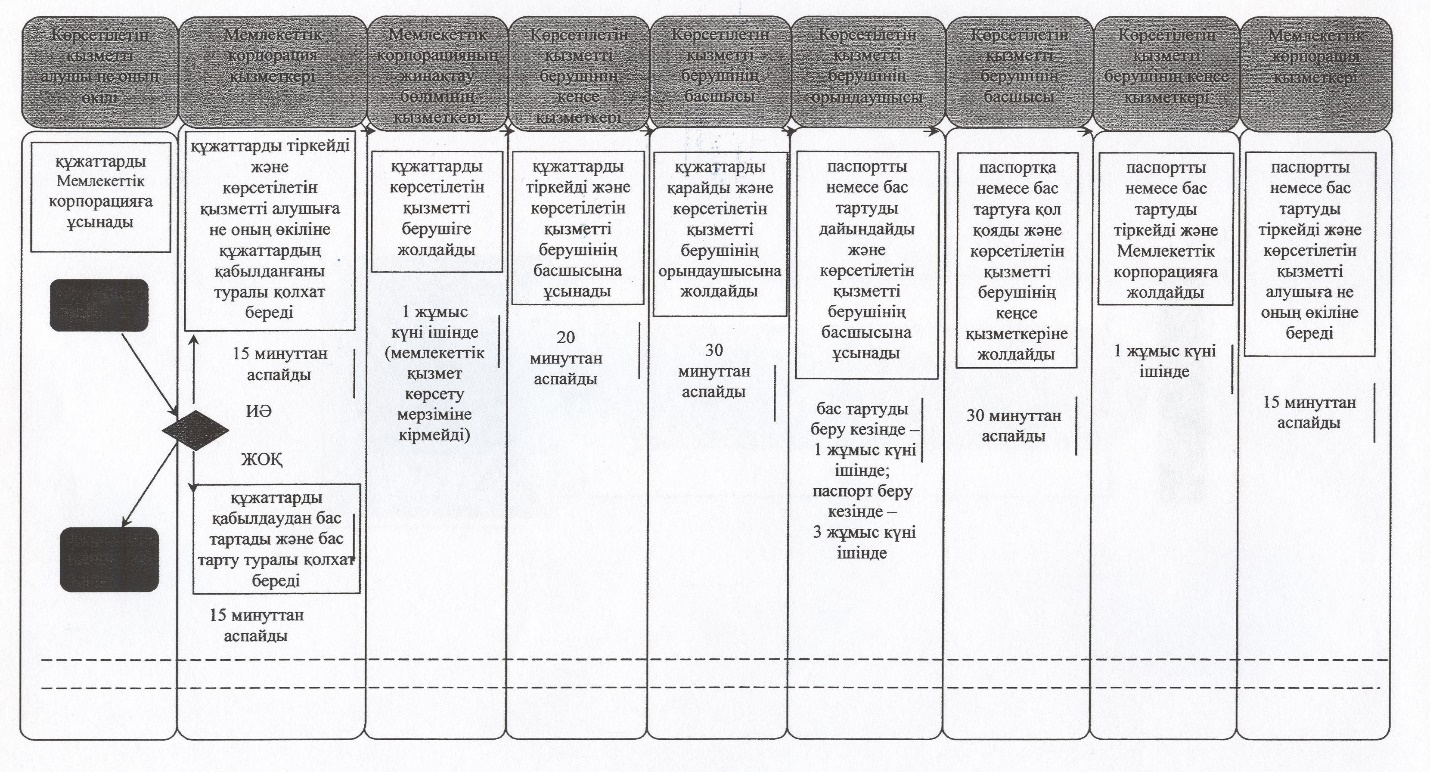 Көрсетілетін
қызметті
алушы не оның
өкілі
Мемлекеттік
корпорация
қызметкері
Мемлекеттік
корпорацияның
жинақтау
бөлімінің
қызметкері
Көрсетілетін
қызметті
берушінің
кеңсе
қызметкері
Көрсетілетін
қызметті
берушінің
басшысы
Көрсетілетін
қызметті
берушінің
орындаушысы
Көрсетілетін
қызметті
берушінің
басшысы
Көрсетілетін
қызметті
берушінің кеңсе
қызметкері
Мемлекеттік
корпорация
қызметкері
құжаттарды
Мемлекеттік
корпорацияға
ұсынады
құжаттарды тіркейді
және
көрсетілетін
қызметті алушыға
не оның өкіліне
құжаттардың
қабылданғаны
туралы қолхат
береді
15 минуттан
аспайды
ИӘ
ЖОҚ
құжаттарды
қабылдаудан бас
тартады және бас
тарту туралы қолхат
береді
15 минуттан
аспайды
құжаттарды
көрсетілетін
қызметті
берушіге
жолдайды
1 жұмыс
күні ішінде
(мемлекеттік
қызмет
көрсету
мерзіміне
кірмейді)
құжаттарды
тіркейді және
көрсетілетін
қызметті
берушінің
басшысына
ұсынады
20
минуттан
аспайды
құжаттарды
қарайды және
көрсетілетін
қызметті
берушінің
орындаушысына
жолдайды
30
минуттан
аспайды
паспортты
немесе бас
тартуды
дайындайды
және
көрсетілетін
қызметті
берушінің
басшысына
ұсынады
бас тартуды
беру кезінде –
1 жұмыс күні
ішінде;
паспорт беру
кезінде –
3 жұмыс күні
ішінде
паспортқа
немесе бас
тартуға қол
қояды және
көрсетілетін
қызметті
берушінің
кеңсе
қызметкеріне
жолдайды
30 минуттан
аспайды
паспортты
немесе бас
тартуды
тіркейді және
Мемлекеттік
корпорацияға
жолдайды
1 жұмыс күні
ішінде
паспортты
немесе бас
тартуды
тіркейді және
көрсетілетін
қызметті
алушыға не
оның өкіліне
береді
15 минуттан
аспайды